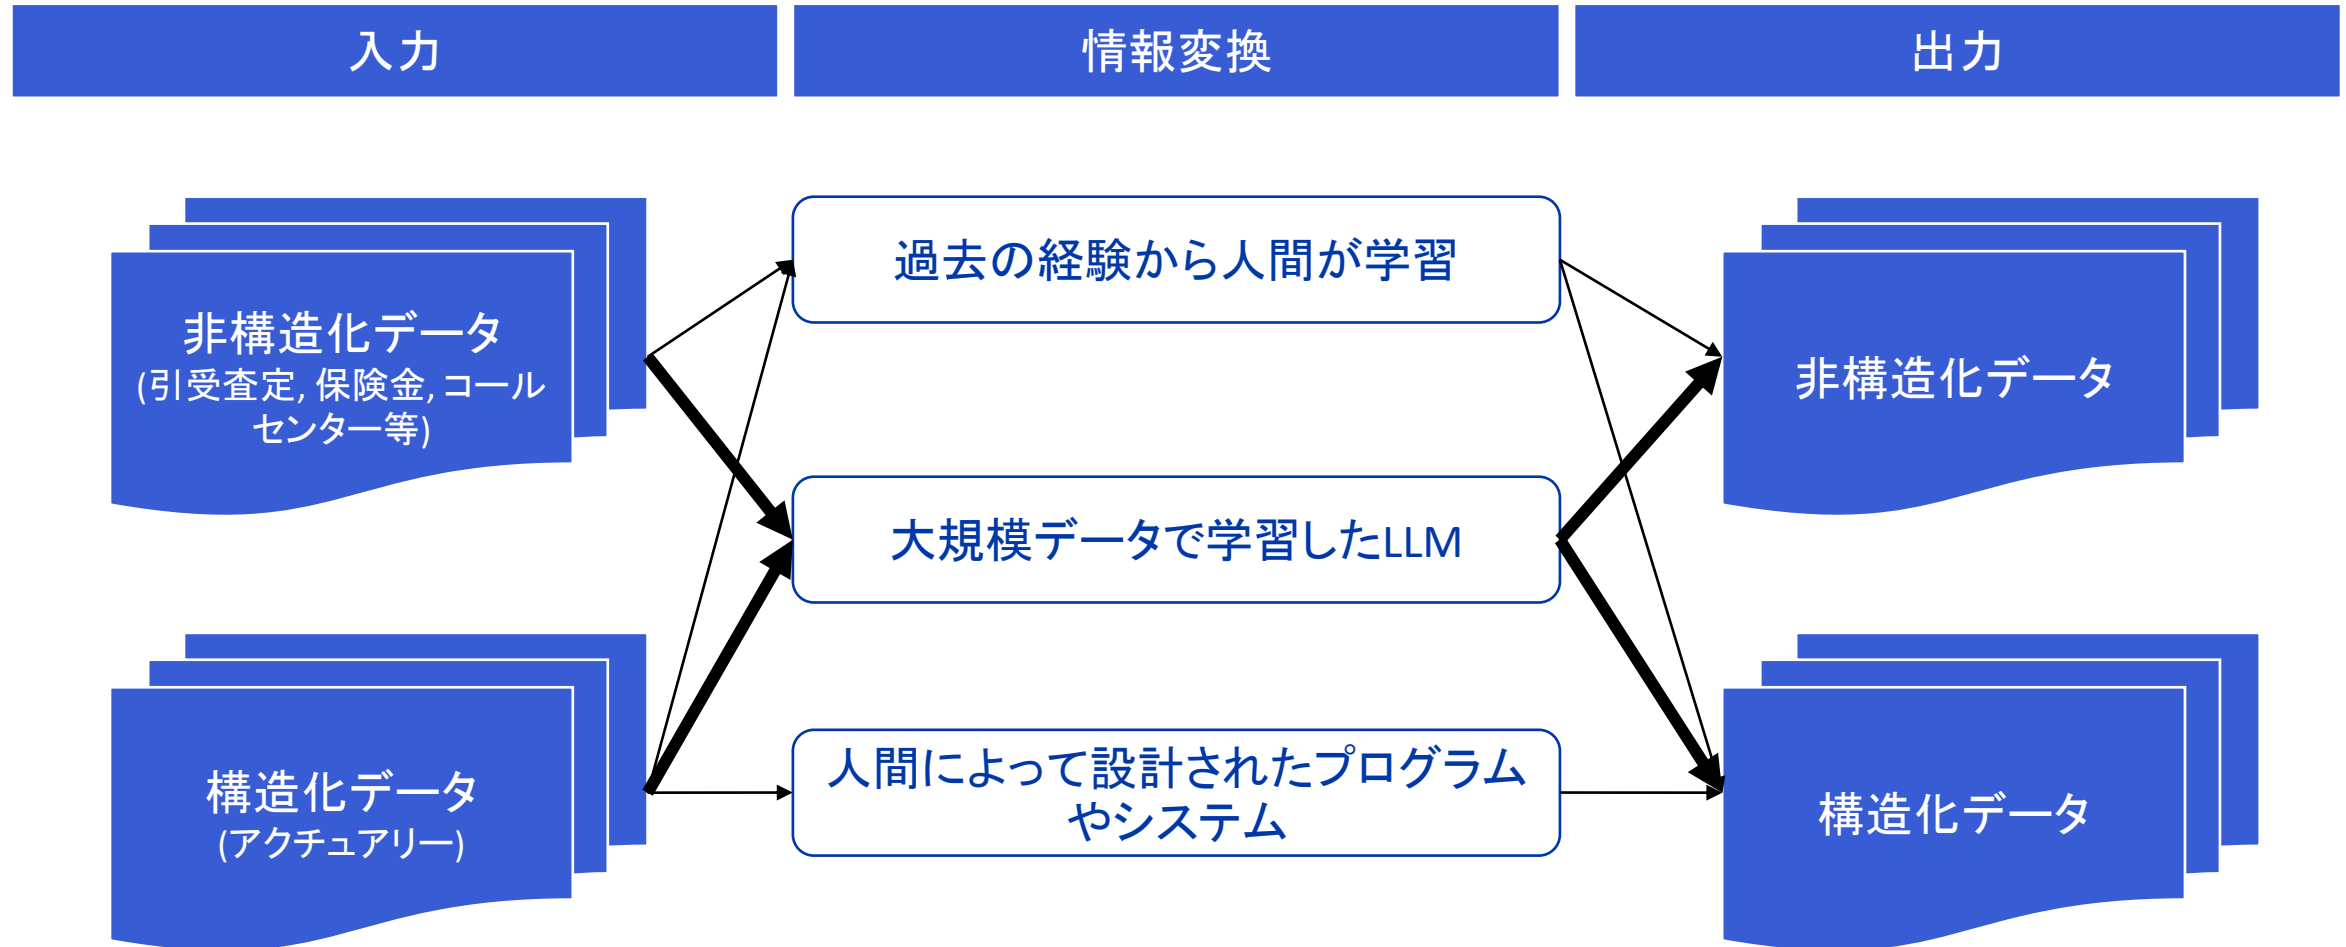 入力
情報変換
出力
過去の経験から人間が学習
非構造化データ
(引受査定, 保険金, コール
センター等)
非構造化データ
大規模データで学習したLLM
構造化データ
(アクチュアリー)
人間によって設計されたプログラム
やシステム
構造化データ